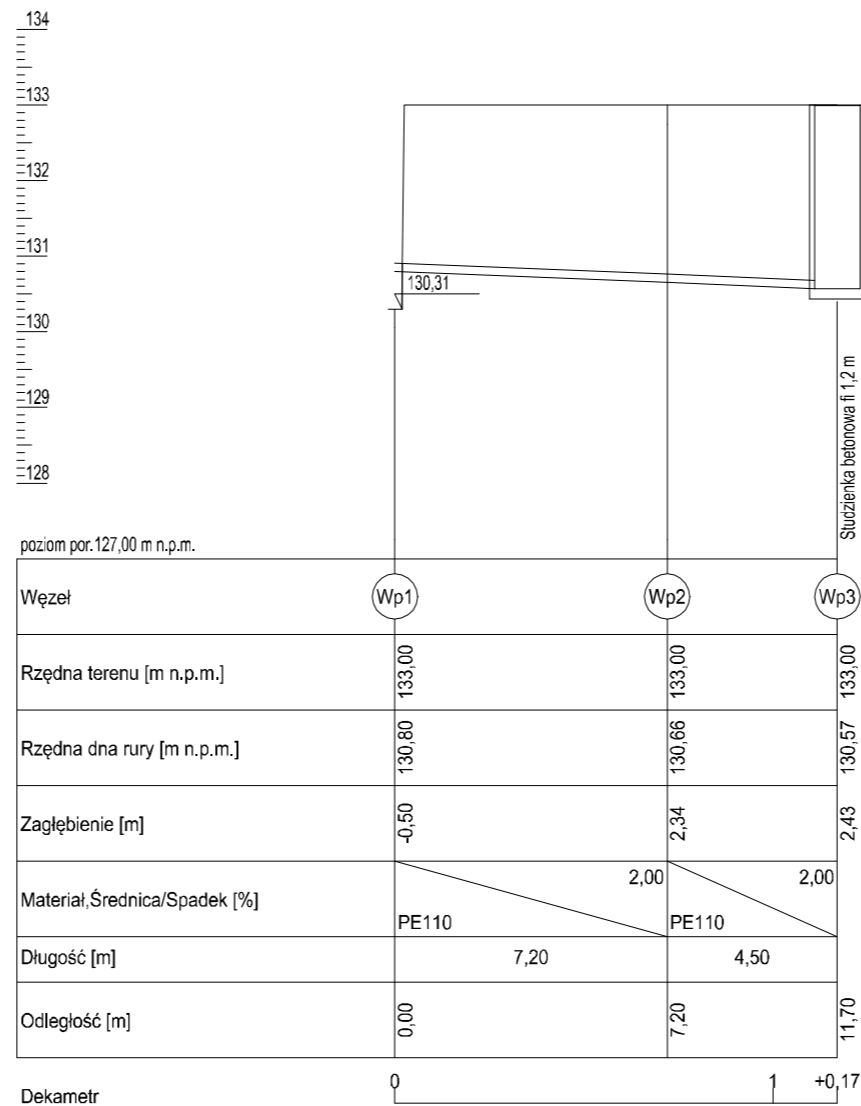 134
133
132
131
130,31
130
129
128
Studzienka betonowa fi 1,2 m
poziom por.127,00 m n.p.m.
Węzeł Wp1 Wp2 Wp3
Rzędna terenu [m n.p.m.] 133,00 133,00 133,00
Rzędna dna rury [m n.p.m.] 130,80 130,66 130,57
Zagłębienie [m] -0,50 2,34 2,43
Materiał,Średnica/Spadek [%] PE110 2,00 PE110 2,00
Długość [m] 7,20 4,50
Odległość [m] 0,00 7,20 11,70
Dekametr 0 1 +0,17